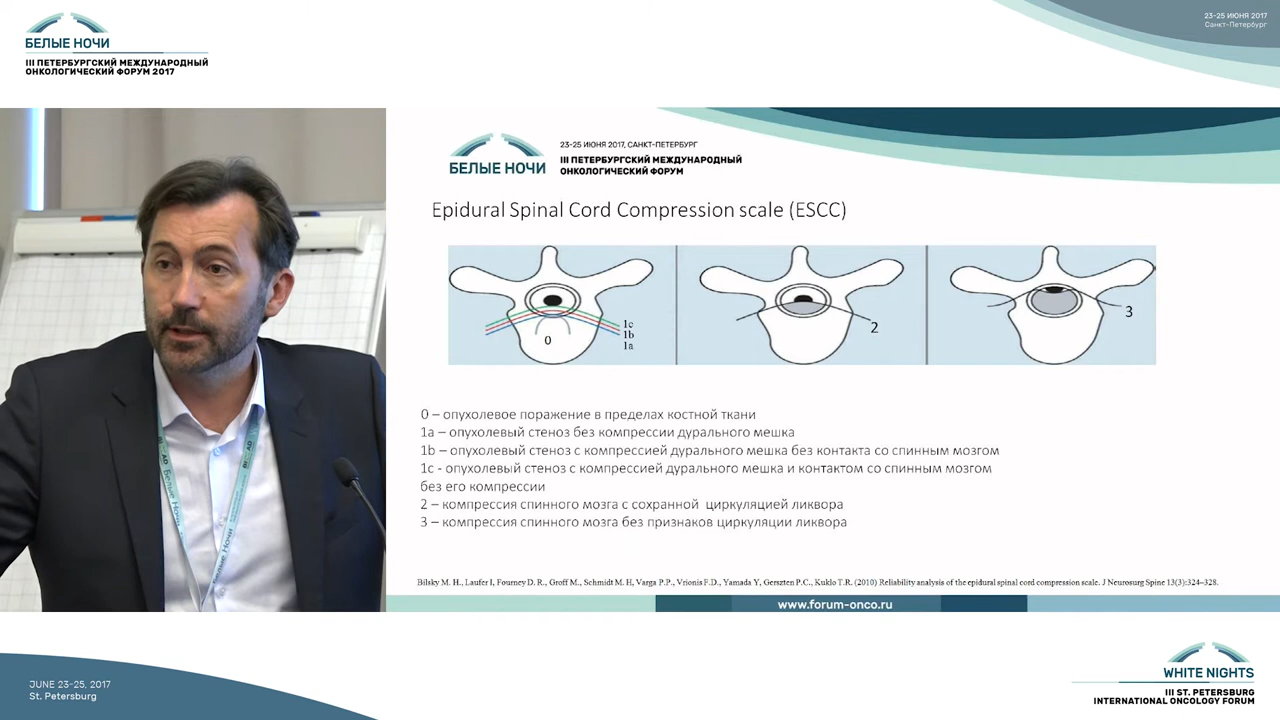 БЕЛЫЕ НОЧИ
III ПЕТЕРБУРГСКИЙ МЕЖДУНАРОДНЫЙ
ОНКОЛОГИЧЕСКИЙ ФОРУМ 2017
23-25 ИЮНЯ 2017
Санкт-Петербург
23-25 ИЮНЯ 2017, САНКТ-ПЕТЕРБУРГ
БЕЛЫЕ НОЧИ
III ПЕТЕРБУРГСКИЙ МЕЖДУНАРОДНЫЙ
ОНКОЛОГИЧЕСКИЙ ФОРУМ
Epidural Spinal Cord Compression scale (ESCC)
1c
1b
1a
0
2
3
0 – опухолевое поражение в пределах костной ткани
1a – опухолевый стеноз без компрессии дурального мешка
1b – опухолевый стеноз с компрессией дурального мешка без контакта со спинным мозгом
1c - опухолевый стеноз с компрессией дурального мешка и контактом со спинным мозгом
без его компрессии
2 – компрессия спинного мозга с сохранной циркуляцией ликвора
3 – компрессия спинного мозга без признаков циркуляции ликвора
Bilsky M. H., Laufer I, Fourney D. R., Groff M., Schmidt M. H, Varga P.P., Vrionis F.D., Yamada Y, Gerszten P.C., Kuklo T.R. (2010) Reliability analysis of the epidural spinal cord compression scale. J Neurosurg Spine 13(3):324–328.
www.forum-onco.ru
Белые Ночи
JUNE 23-25, 2017
St. Petersburg
WHITE NIGHTS
III ST. PETERSBURG
INTERNATIONAL ONCOLOGY FORUM